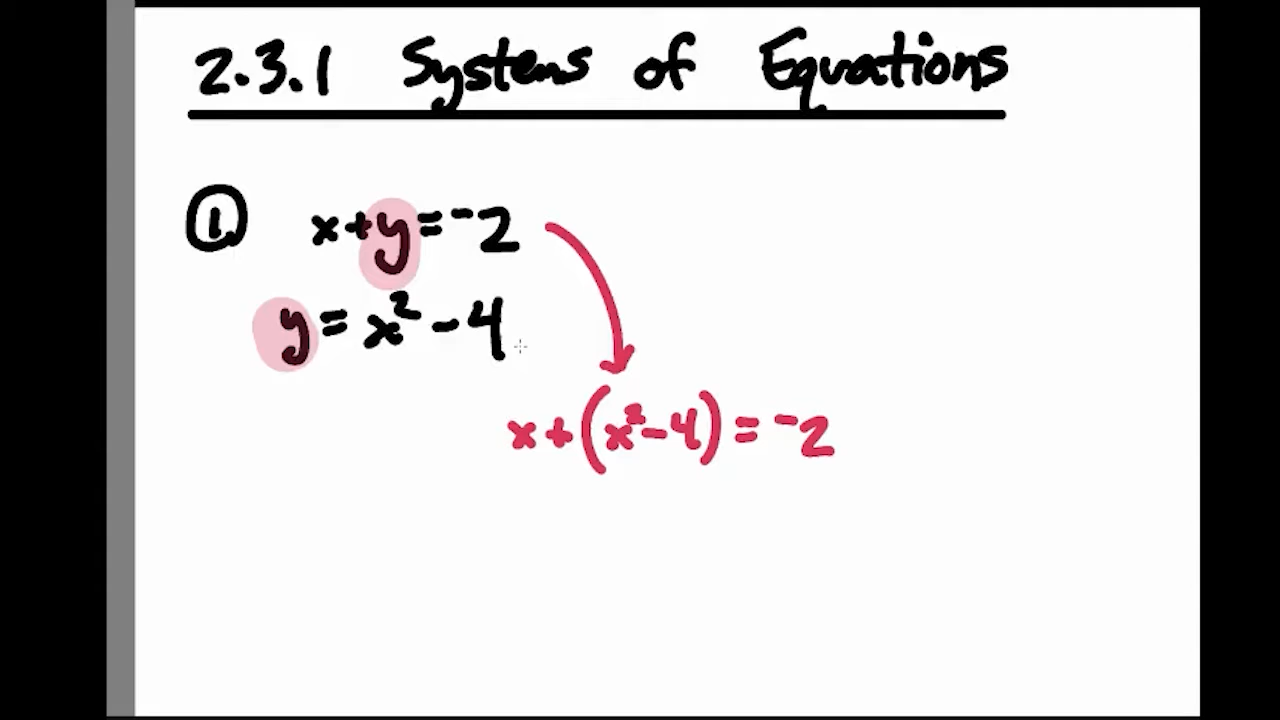 2.3.1 Systems of Equations
① x+y=⁻2
y=x²-4
x+(x²-4)=⁻2